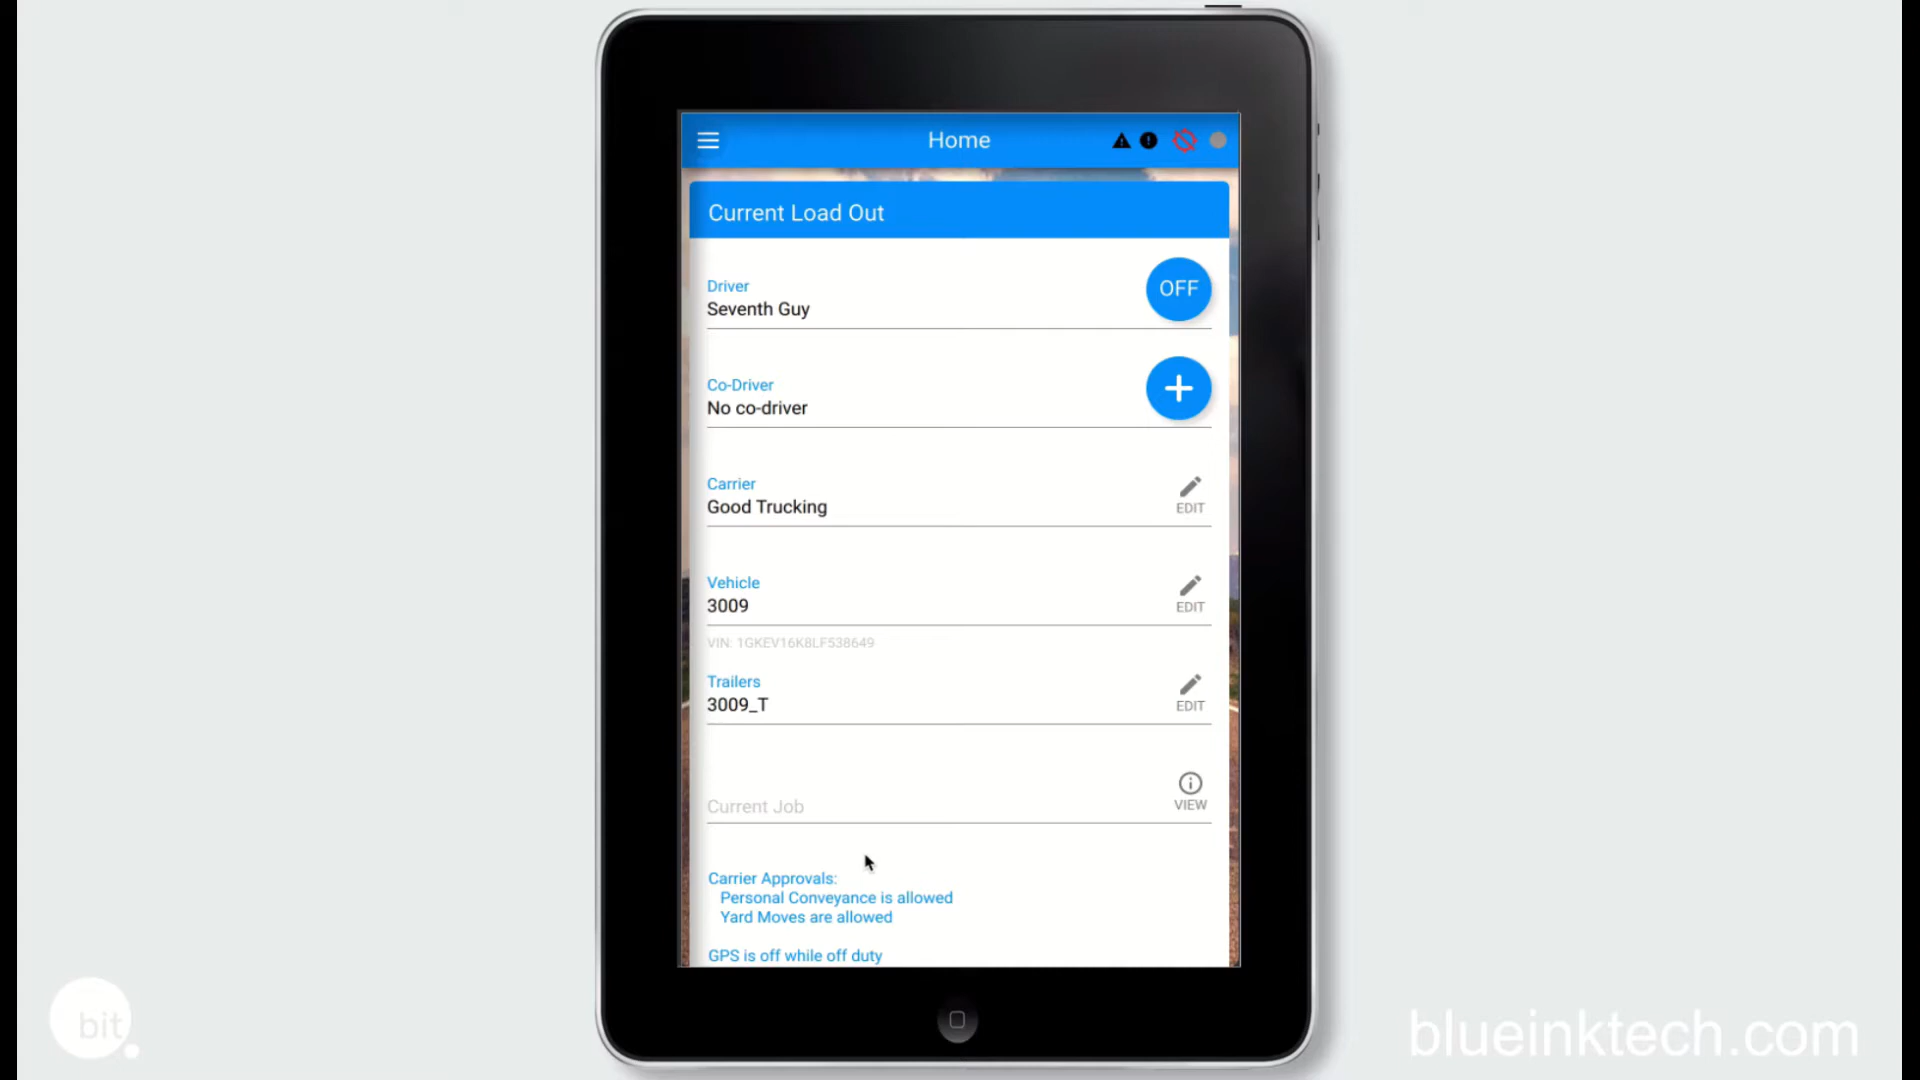 Home
Current Load Out
Driver
Seventh Guy
OFF
Co-Driver
No co-driver
Carrier
Good Trucking
EDIT
Vehicle
3009
EDIT
VIN: 1GKEV16K8LF538649
Trailers
3009_T
EDIT
Current Job
VIEW
Carrier Approvals:
Personal Conveyance is allowed
Yard Moves are allowed
GPS is off while off duty
bit
blueinktech.com